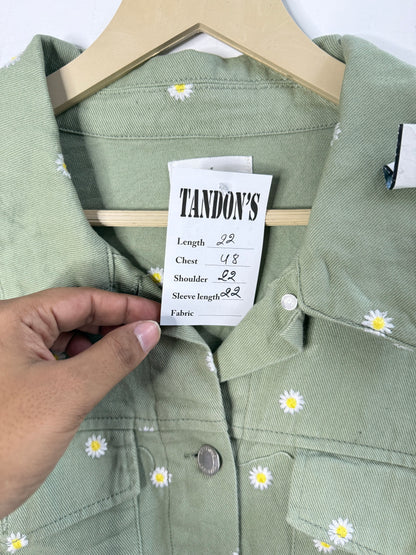 TANDON'S
Length 22
Chest 48
Shoulder 22
Sleeve length 22
Fabric